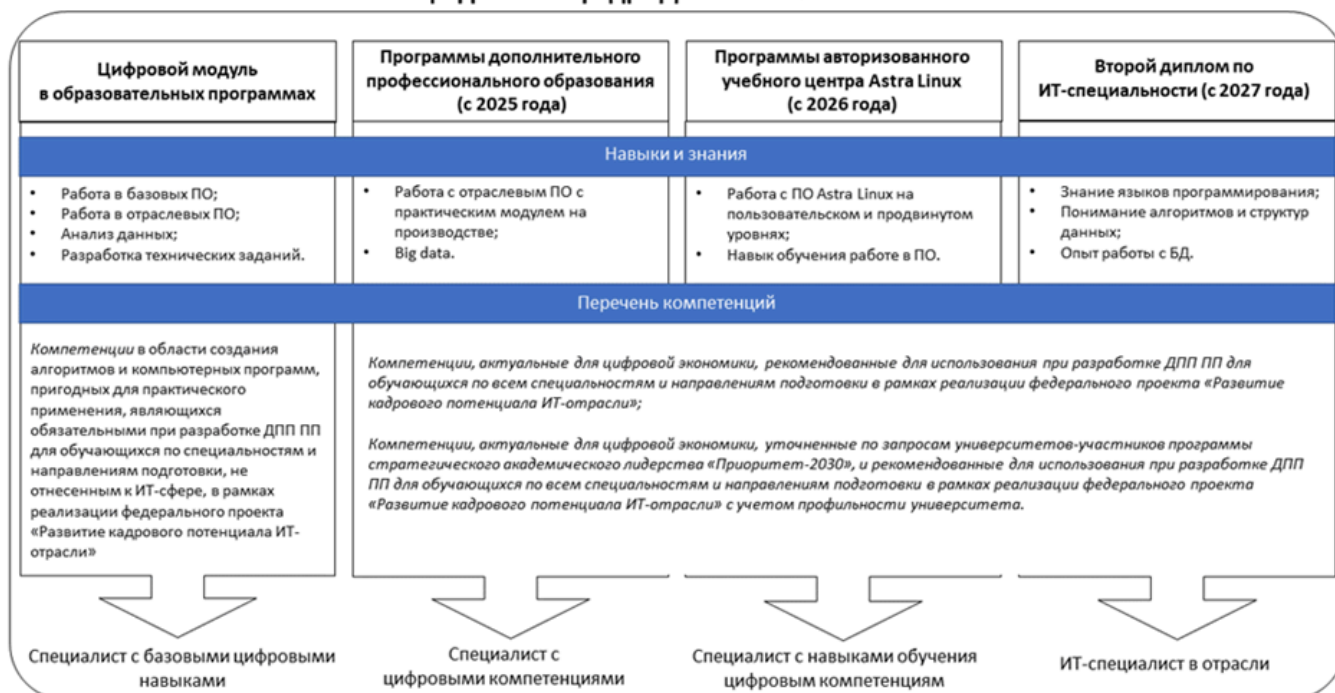 Цифровой модуль
в образовательных программах
Программы дополнительного
профессионального образования
(с 2025 года)
Программы авторизованного
учебного центра Astra Linux
(с 2026 года)
Второй диплом по
ИТ-специальности (с 2027 года)
Навыки и знания
• Работа в базовых ПО;
• Работа в отраслевых ПО;
• Анализ данных;
• Разработка технических заданий.
• Работа с отраслевым ПО с
практическим модулем на
производстве;
• Big data.
• Работа с ПО Astra Linux на
пользовательском и продвинутом
уровнях;
• Навык обучения работе в ПО.
• Знание языков программирования;
• Понимание алгоритмов и структур
данных;
• Опыт работы с БД.
Перечень компетенций
Компетенции в области создания
алгоритмов и компьютерных программ,
пригодных для практического
применения, являющихся
обязательными при разработке ДПП ПП
для обучающихся по специальностям и
направлениям подготовки, не
отнесенным к ИТ-сфере, в рамках
реализации федерального проекта
«Развитие кадрового потенциала ИТ-
отрасли»
Компетенции, актуальные для цифровой экономики, рекомендованные для использования при разработке ДПП ПП для
обучающихся по всем специальностям и направлениям подготовки в рамках реализации федерального проекта «Развитие
кадрового потенциала ИТ-отрасли»;
Компетенции, актуальные для цифровой экономики, уточненные по запросам университетов-участников программы
стратегического академического лидерства «Приоритет-2030», и рекомендованные для использования при разработке ДПП
ПП для обучающихся по всем специальностям и направлениям подготовки в рамках реализации федерального проекта
«Развитие кадрового потенциала ИТ-отрасли» с учетом профильности университета.
Специалист с базовыми цифровыми
навыками
Специалист с
цифровыми компетенциями
Специалист с навыками обучения
цифровым компетенциям
ИТ-специалист в отрасли